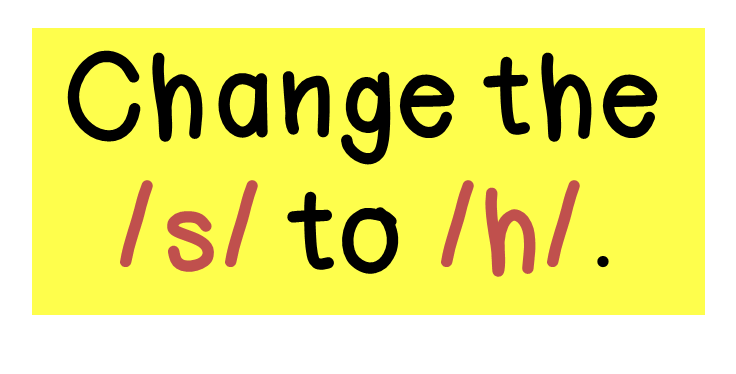 Change the
/s/ to /h/.